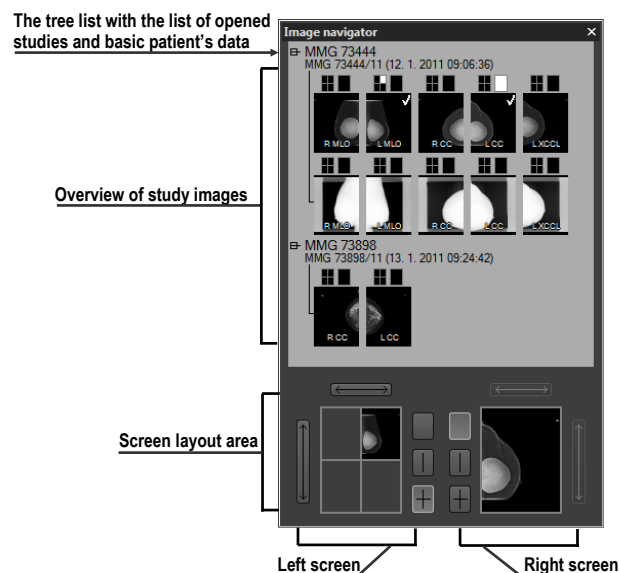 The tree list with the list of opened
studies and basic patient's data
Image navigator
×
MMG 73444
MMG 73444/11 (12. 1. 2011 09:06:36)
R MLO L MLO R CC L CC L XCCL
Overview of study images
R MLO L MLO R CC L CC L XCCL
MMG 73898
MMG 73898/11 (13. 1. 2011 09:24:42)
R CC L CC
Screen layout area
Left screen
Right screen